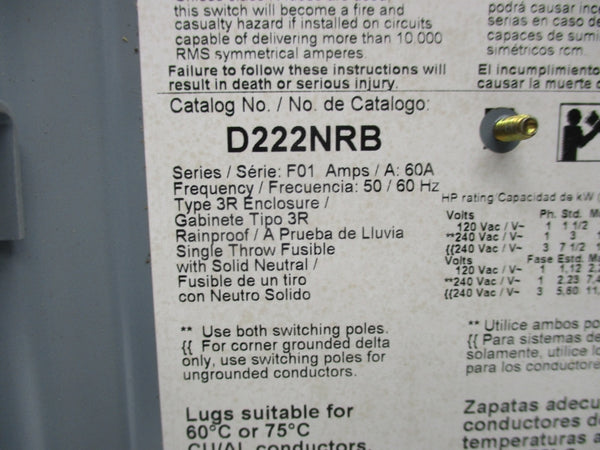 this switch will become a fire and
casualty hazard if installed on circuits
capable of delivering more than 10,000
RMS symmetrical amperes.
Failure to follow these instructions will
result in death or serious injury.
podrá causar
serias en caso de
capaces de
simétricos rcm.
El incumplimiento
causar la muerte
Catalog No. / No. de Catalogo:
D222NRB
Series / Série: F01 Amps / A: 60A
Frequency / Frecuencia: 50 / 60 Hz
Type 3R Enclosure /
Gabinete Tipo 3R
Rainproof / A Prueba de Lluvia
Single Throw Fusible
with Solid Neutral /
Fusible de un tiro
con Neutro Solido
HP rating Capacidad de kW
Volts Ph. Std.
120 Vac / V~ 1 1 1/2
**240 Vac / V~ 1 3
{{240 Vac / V~ 3 7 1/2
Volts Fase Estd.
120 Vac / V~ 1 1.12
**240 Vac / V~ 1 2.23
{{240 Vac / V~ 3 5.60
** Use both switching poles.
{{ For corner grounded delta
only, use switching poles for
ungrounded conductors.
** Utilice ambos
{{ Para sistemas
solamente, utilice
para los
Lugs suitable for
60°C or 75°C
CU/AL conductors.
Zapatas
conductores
temperaturas